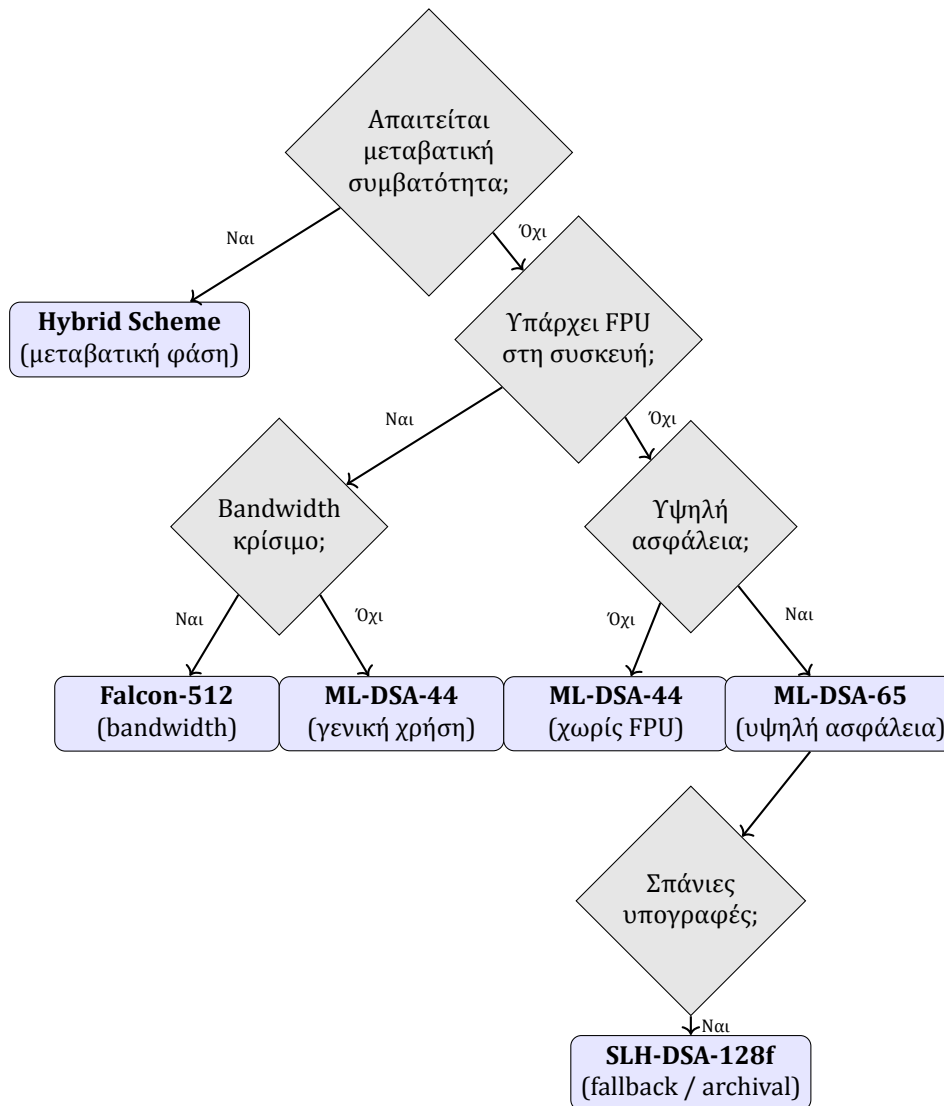 Απαιτείται
μεταβατική
συμβατότητα;
Ναι
Όχι
Hybrid Scheme
(μεταβατική φάση)
Υπάρχει FPU
στη συσκευή;
Ναι
Όχι
Bandwidth
κρίσιμο;
Υψηλή
ασφάλεια;
Ναι
Όχι
Όχι
Ναι
Falcon-512
(bandwidth)
ML-DSA-44
(γενική χρήση)
ML-DSA-44
(χωρίς FPU)
ML-DSA-65
(υψηλή ασφάλεια)
Σπάνιες
υπογραφές;
Ναι
SLH-DSA-128f
(fallback / archival)